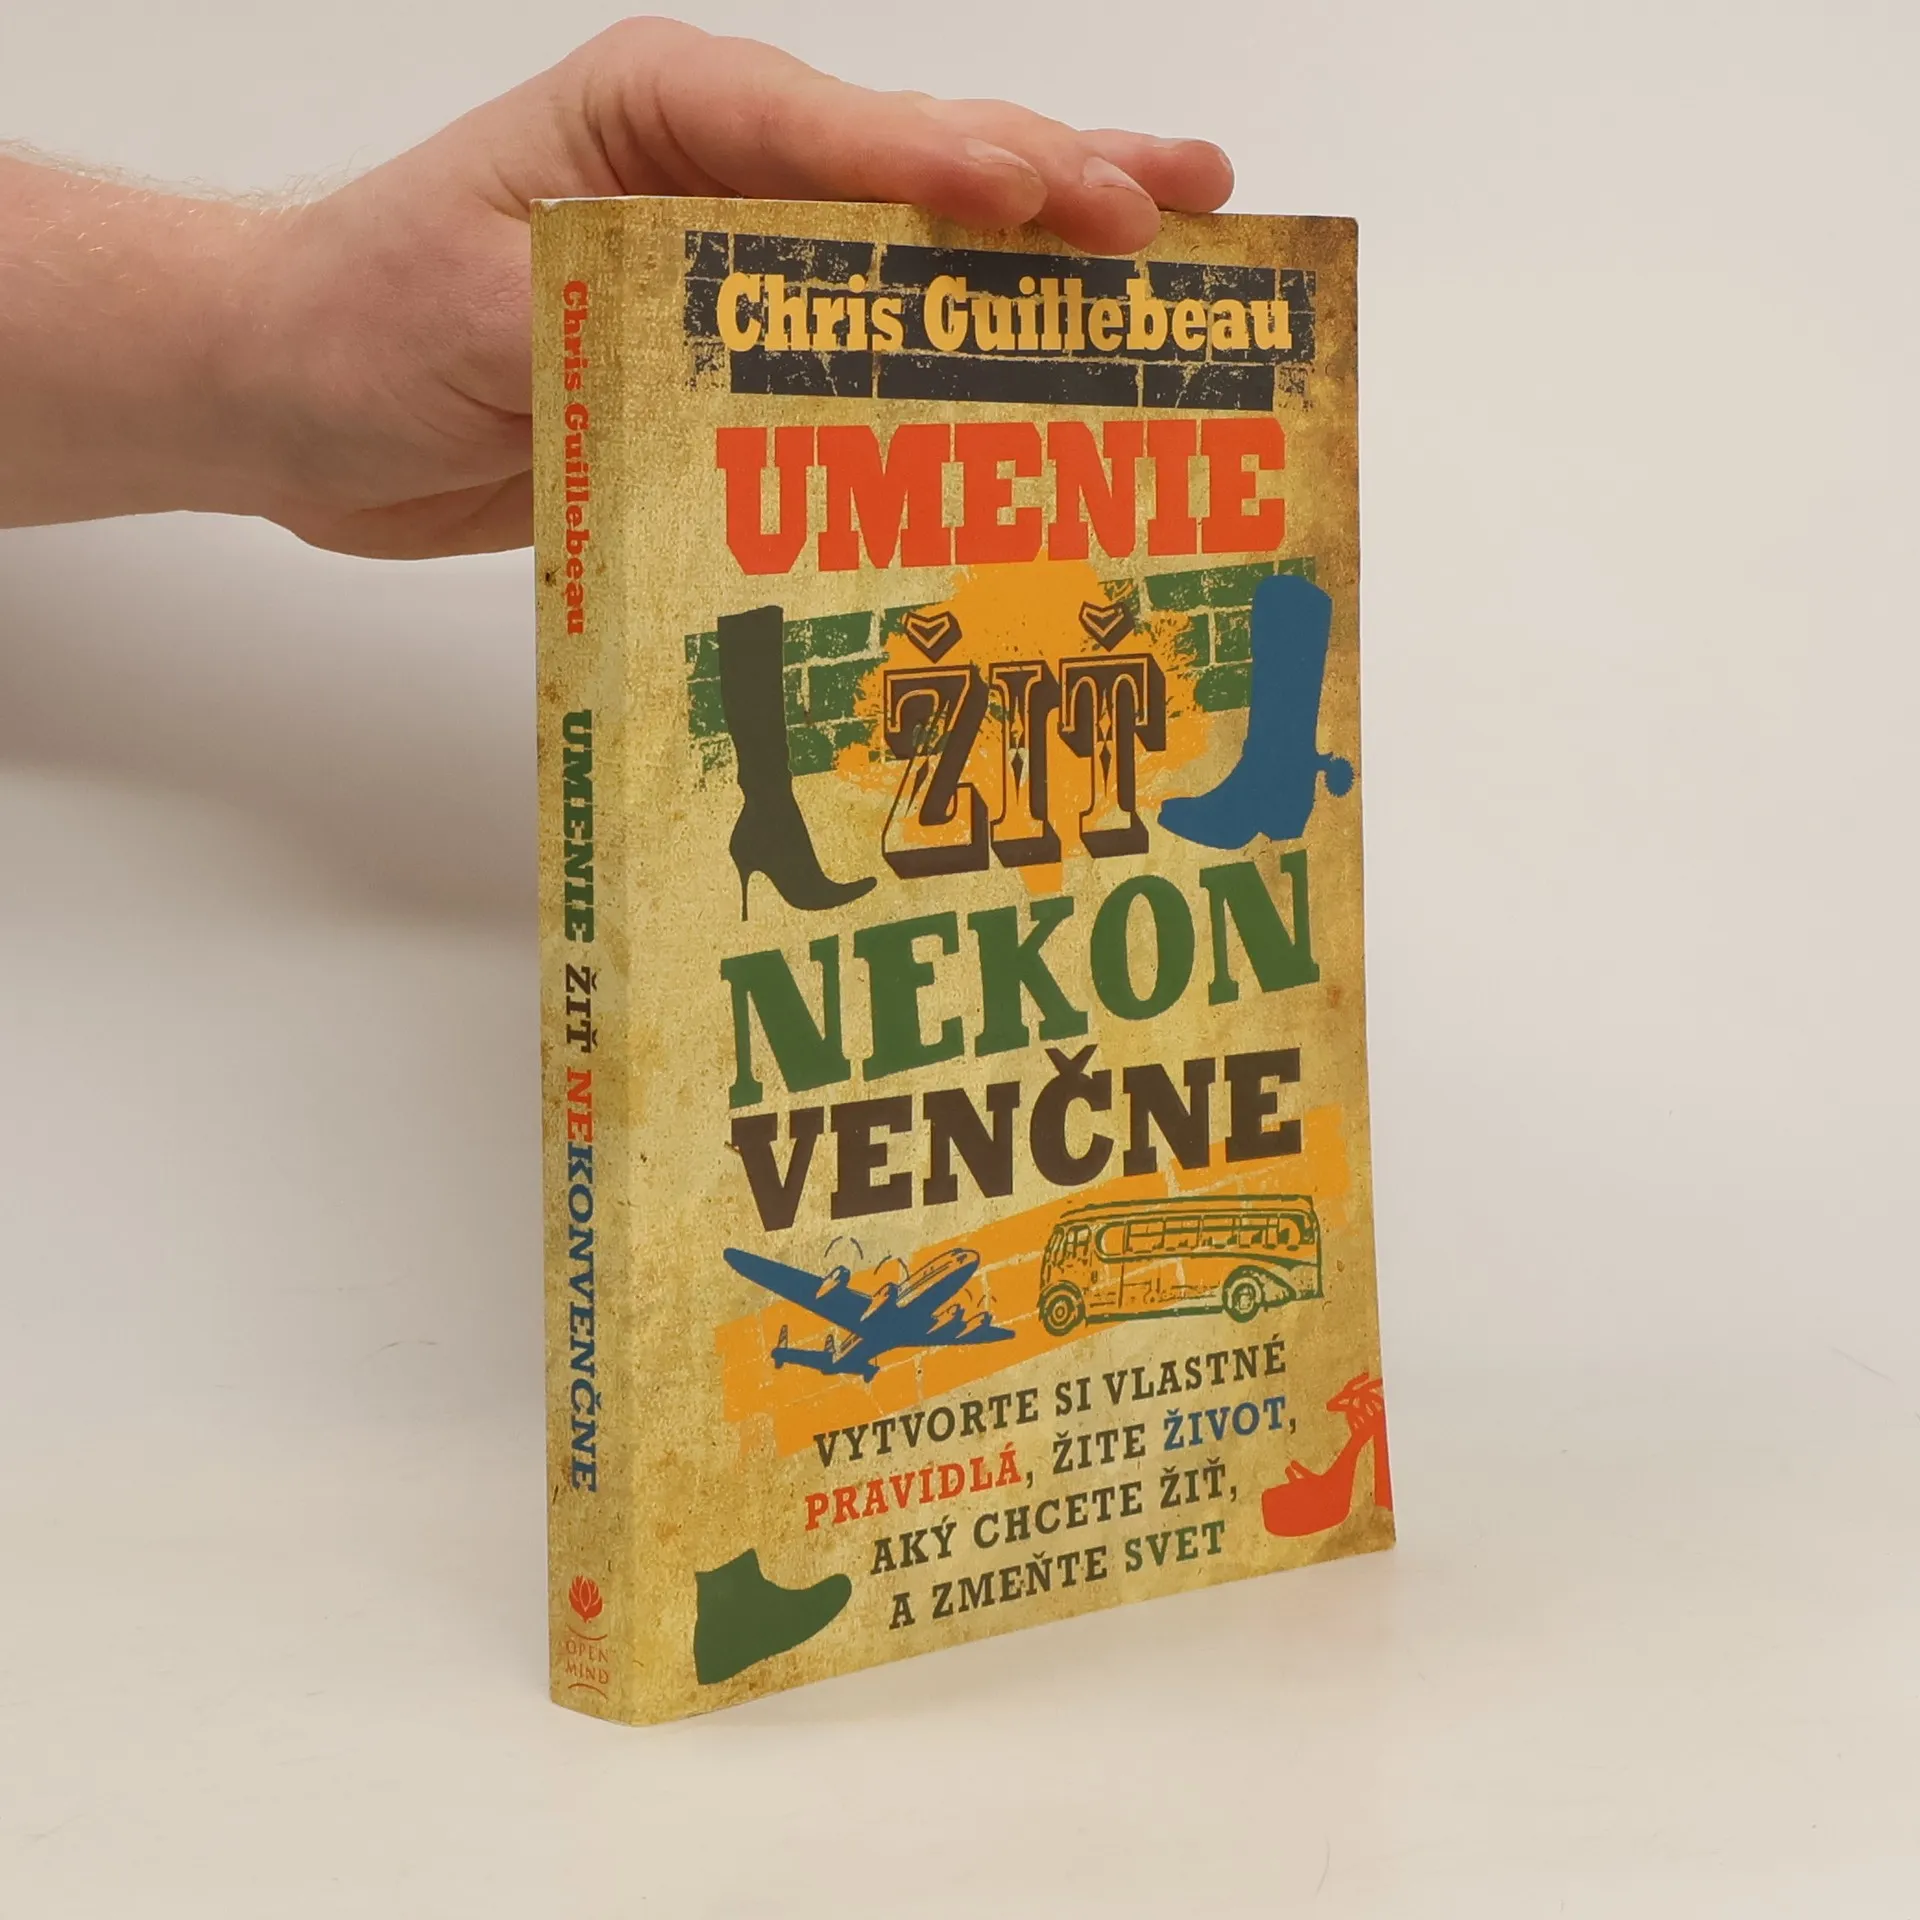 Chris Guillebeau
UMENIE
ŽIŤ
NEKON
VENČNE
VYTVORTE SI VLASTNÉ
PRAVIDLÁ, ŽITE ŽIVOT,
AKÝ CHCETE ŽIŤ,
A ZMEŇTE SVET
Chris Guillebeau UMENIE ŽIŤ NEKONVENČNE
OPEN
MIND